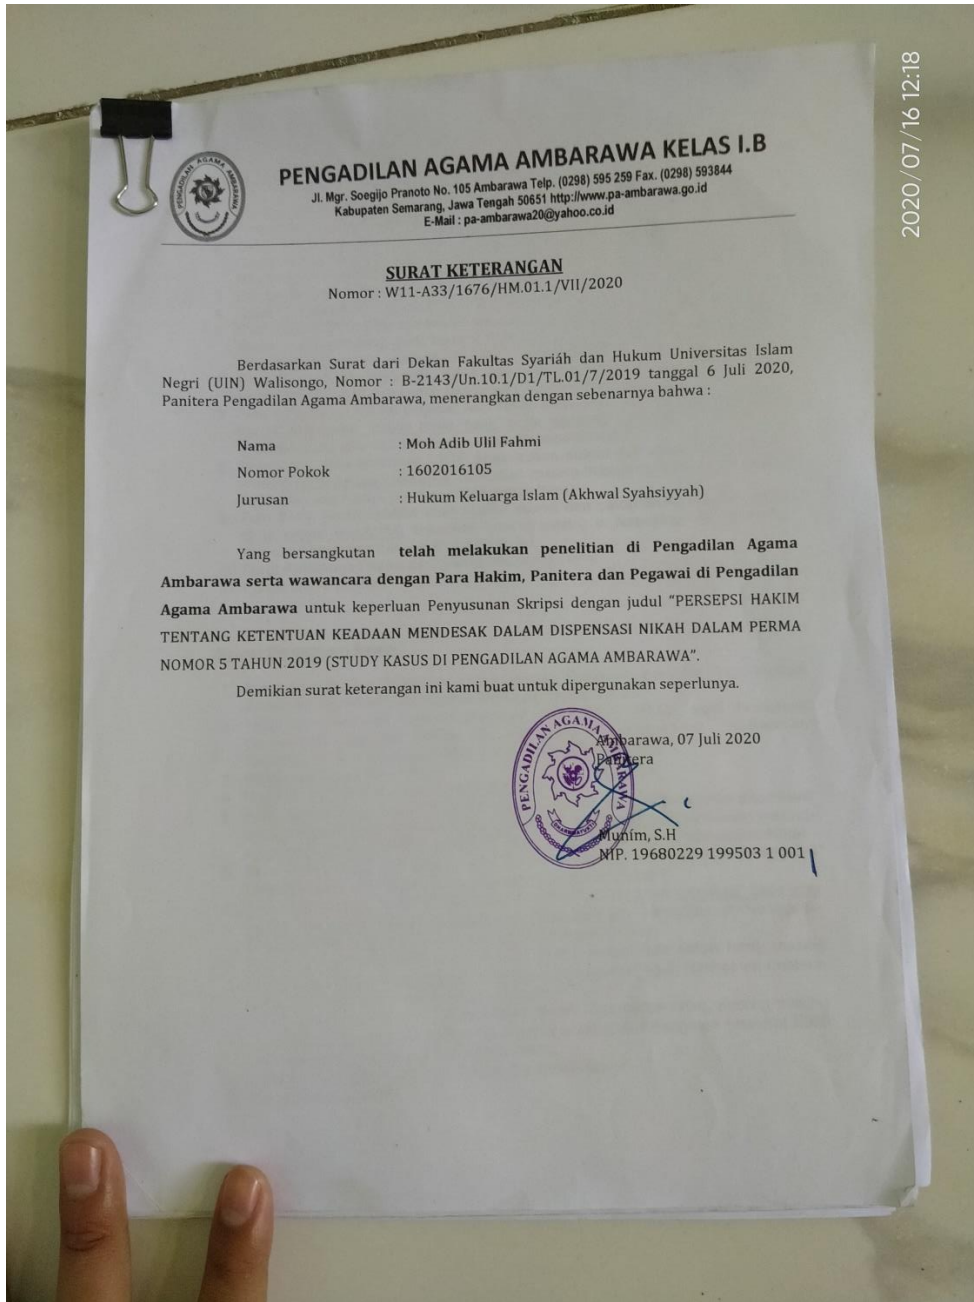 2020/07/16 12:18
PENGADILAN AGAMA AMBARAWA KELAS I.B
Jl. Mgr. Soegijo Pranoto No. 105 Ambarawa Telp. (0298) 595 259 Fax. (0298) 593844
Kabupaten Semarang, Jawa Tengah 50651 http://www.pa-ambarawa.go.id
E-Mail : pa-ambarawa20@yahoo.co.id
PENGADILAN AGAMA AMBARAWA
SURAT KETERANGAN
Nomor : W11-A33/1676/HM.01.1/VII/2020
Berdasarkan Surat dari Dekan Fakultas Syariáh dan Hukum Universitas Islam
Negri (UIN) Walisongo, Nomor : B-2143/Un.10.1/D1/TL.01/7/2019 tanggal 6 Juli 2020,
Panitera Pengadilan Agama Ambarawa, menerangkan dengan sebenarnya bahwa :
Nama : Moh Adib Ulil Fahmi
Nomor Pokok : 1602016105
Jurusan : Hukum Keluarga Islam (Akhwal Syahsiyyah)
Yang bersangkutan telah melakukan penelitian di Pengadilan Agama
Ambarawa serta wawancara dengan Para Hakim, Panitera dan Pegawai di Pengadilan
Agama Ambarawa untuk keperluan Penyusunan Skripsi dengan judul “PERSEPSI HAKIM
TENTANG KETENTUAN KEADAAN MENDESAK DALAM DISPENSASI NIKAH DALAM PERMA
NOMOR 5 TAHUN 2019 (STUDY KASUS DI PENGADILAN AGAMA AMBARAWA”.
Demikian surat keterangan ini kami buat untuk dipergunakan seperlunya.
Ambarawa, 07 Juli 2020
Panitera
PENGADILAN AGAMA AMBARAWA
Muním, S.H
NIP. 19680229 199503 1 001